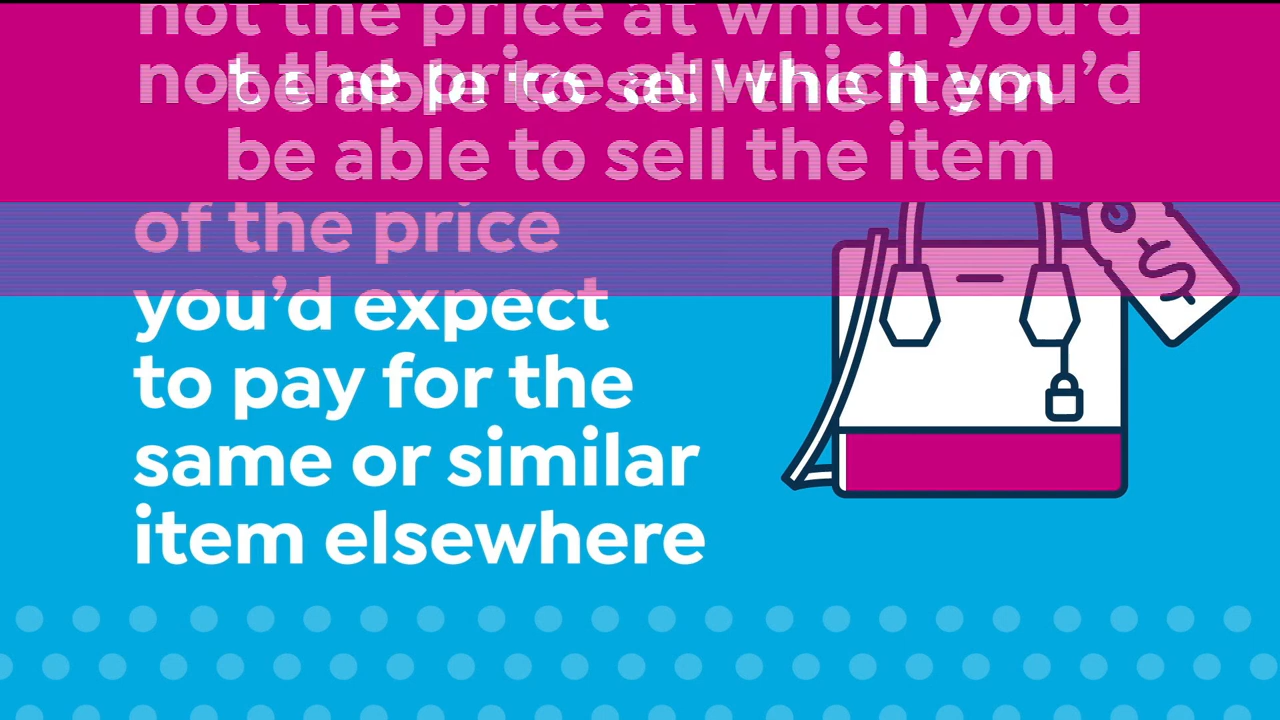 not the price at which you'd
not the price at which you'd
be able to sell the item
be able to sell the item
of the price
you'd expect
to pay for the
same or similar
item elsewhere
$